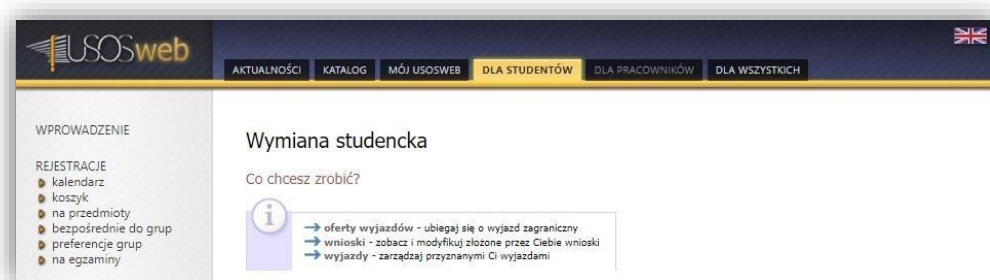 USOSweb
AKTUALNOŚCI KATALOG MÓJ USOSWEB DLA STUDENTÓW DLA PRACOWNIKÓW DLA WSZYSTKICH
WPROWADZENIE
REJESTRACJE
kalendarz
koszyk
na przedmioty
bezpośrednie do grup
preferencje grup
na egzaminy
Wymiana studencka
Co chcesz zrobić?
i
→ oferty wyjazdów - ubiegaj się o wyjazd zagraniczny
→ wnioski - zobacz i modyfikuj złożone przez Ciebie wnioski
→ wyjazdy - zarządzaj przyznanymi Ci wyjazdami